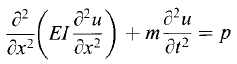 ∂²/∂x² (EI ∂²u/∂x²) + m ∂²u/∂t² = p